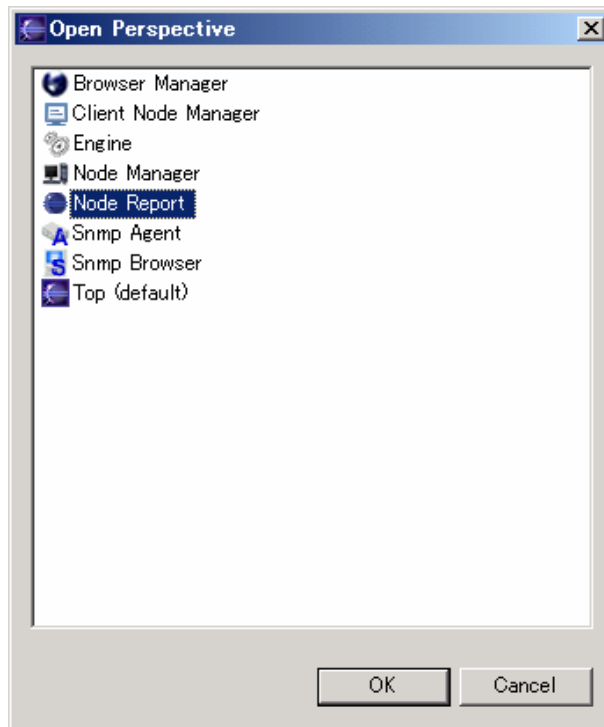 Open Perspective
Browser Manager
Client Node Manager
Engine
Node Manager
Node Report
Snmp Agent
Snmp Browser
Top (default)
OK
Cancel